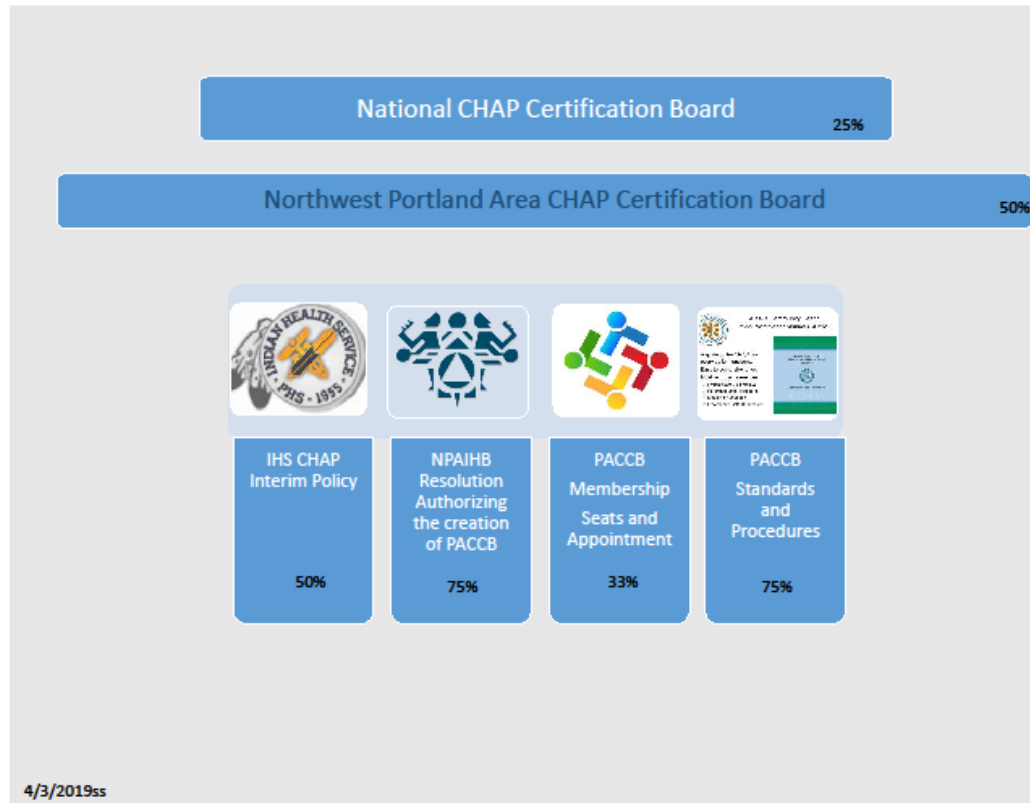 National CHAP Certification Board
25%
Northwest Portland Area CHAP Certification Board
50%
INDIAN HEALTH SERVICE
PHS - 1955
IHS CHAP
Interim Policy
50%
NPAIHB
Resolution
Authorizing
the creation
of PACCB
75%
PACCB
Membership
Seats and
Appointment
33%
PACCB
Standards
and
Procedures
75%
4/3/2019ss